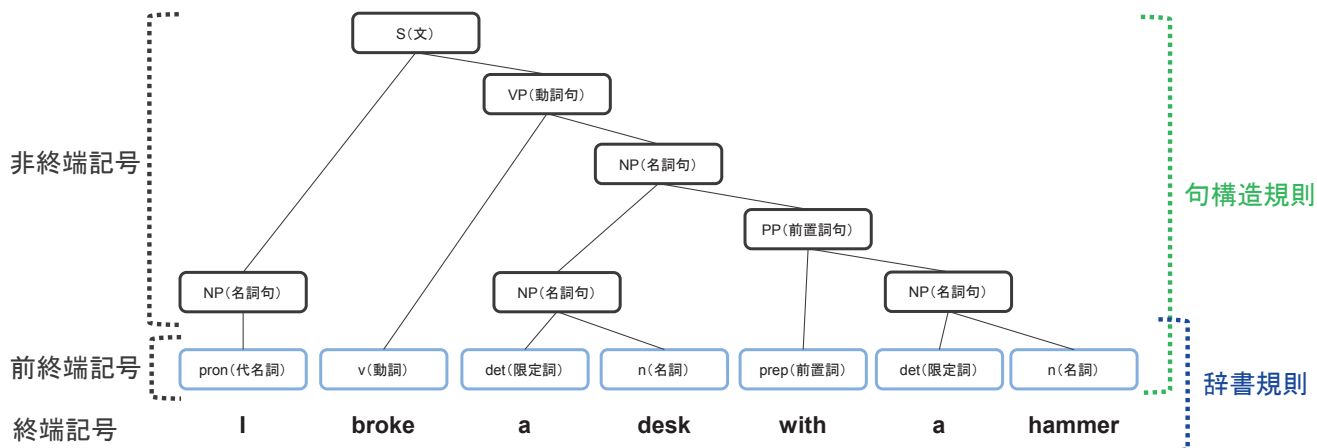 S(文)
VP(動詞句)
非終端記号
NP(名詞句)
句構造規則
PP(前置詞句)
NP(名詞句)
NP(名詞句)
NP(名詞句)
前終端記号
pron(代名詞)
v(動詞)
det(限定詞)
n(名詞)
prep(前置詞)
det(限定詞)
n(名詞)
辞書規則
終端記号
I
broke
a
desk
with
a
hammer